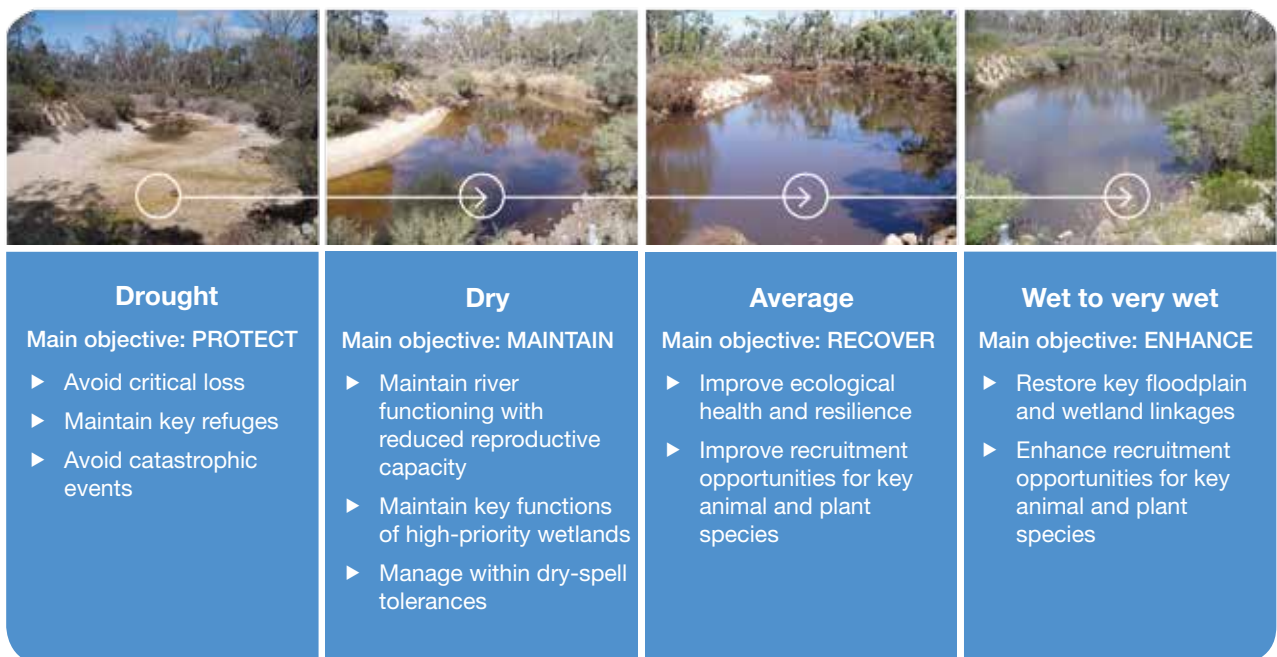 Drought
Main objective: PROTECT
▶ Avoid critical loss
▶ Maintain key refuges
▶ Avoid catastrophic
events
Dry
Main objective: MAINTAIN
▶ Maintain river
functioning with
reduced reproductive
capacity
▶ Maintain key functions
of high-priority wetlands
▶ Manage within dry-spell
tolerances
Average
Main objective: RECOVER
▶ Improve ecological
health and resilience
▶ Improve recruitment
opportunities for key
animal and plant
species
Wet to very wet
Main objective: ENHANCE
▶ Restore key floodplain
and wetland linkages
▶ Enhance recruitment
opportunities for key
animal and plant
species